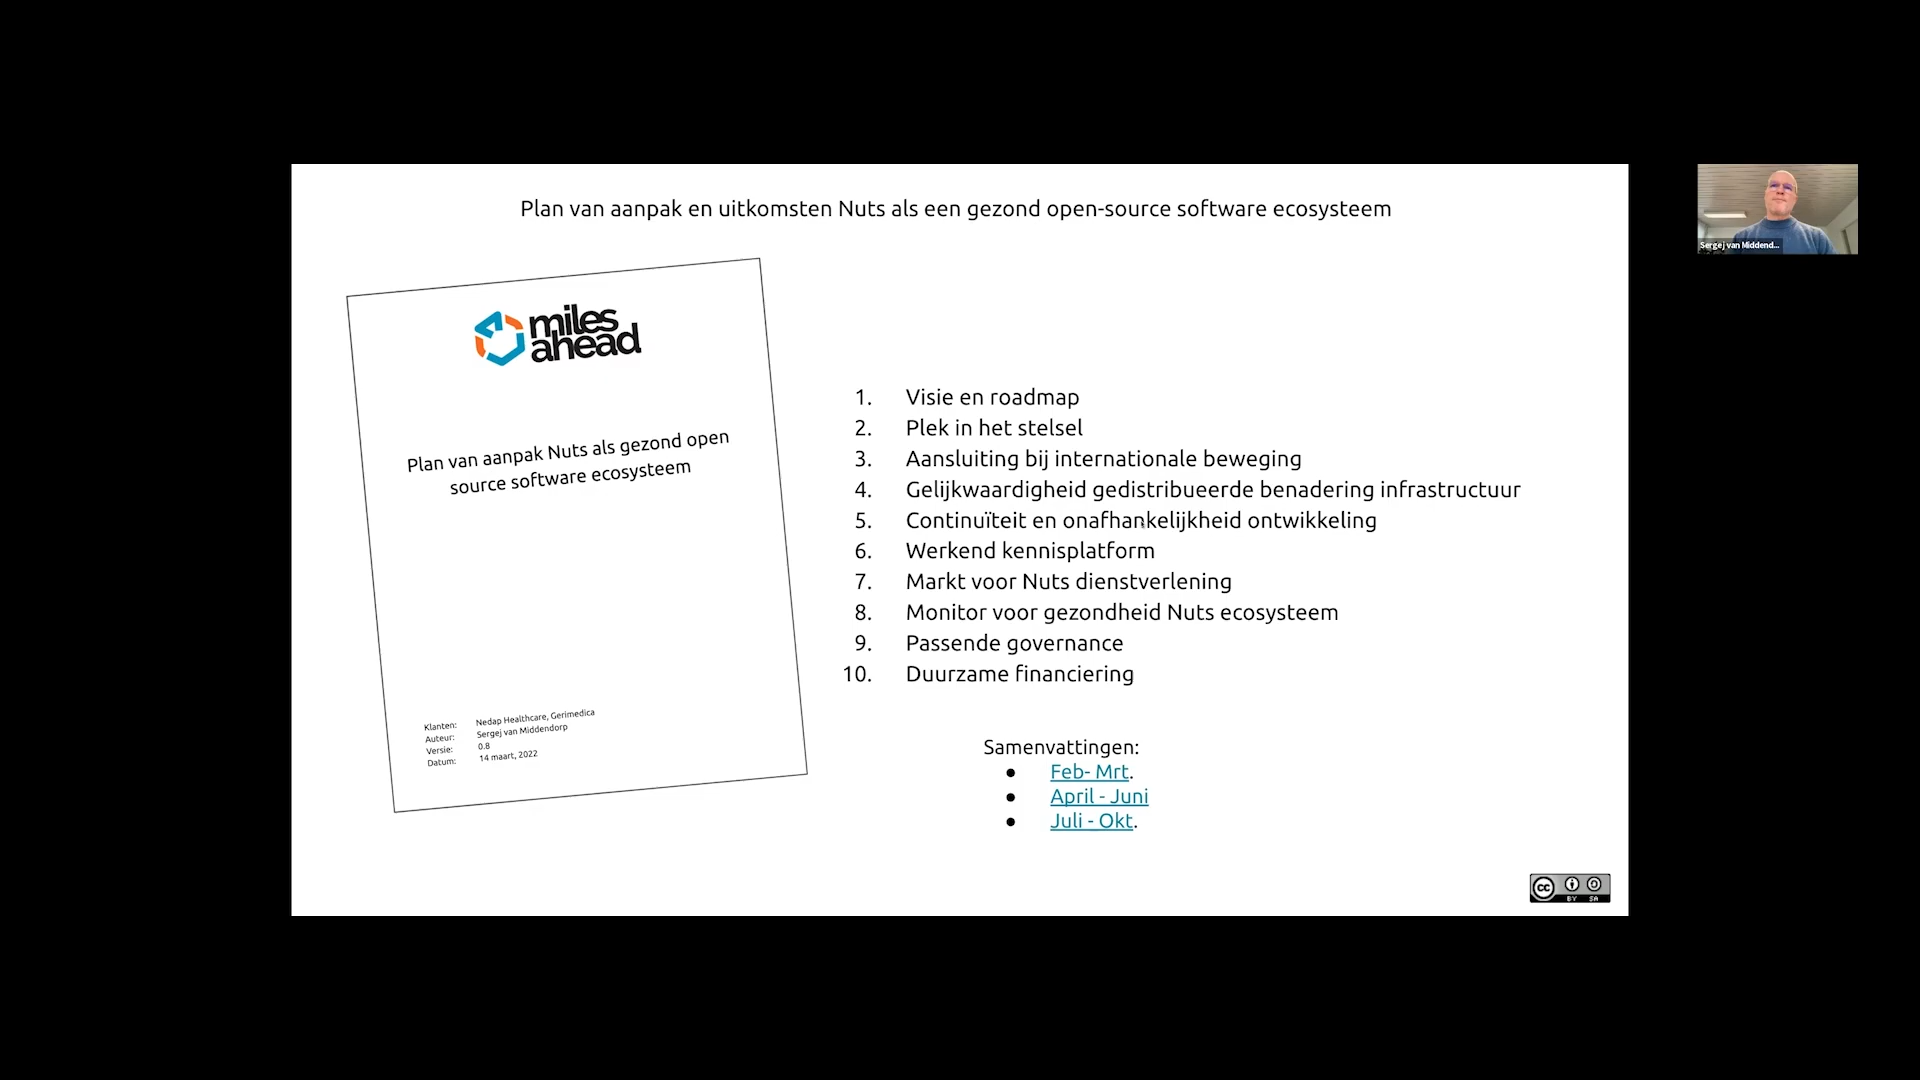 Plan van aanpak en uitkomsten Nuts als een gezond open-source software ecosysteem
miles
ahead
Plan van aanpak Nuts als gezond open
source software ecosysteem
Klanten: Nedap Healthcare, Gerimedica
Auteur: Sergej van Middendorp
Versie: 0.8
Datum: 14 maart, 2022
1. Visie en roadmap
2. Plek in het stelsel
3. Aansluiting bij internationale beweging
4. Gelijkwaardigheid gedistribueerde benadering infrastructuur
5. Continuïteit en onafhankelijkheid ontwikkeling
6. Werkend kennisplatform
7. Markt voor Nuts dienstverlening
8. Monitor voor gezondheid Nuts ecosysteem
9. Passende governance
10. Duurzame financiering
Samenvattingen:
● Feb- Mrt.
● April - Juni
● Juli - Okt.
cc BY SA
Sergej van Middend...